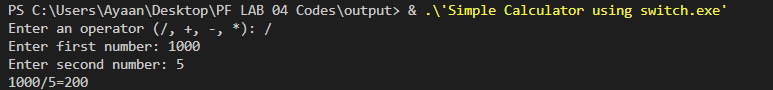 PS C:\Users\Ayaan\Desktop\PF LAB 04 Codes\output> & .\'Simple Calculator using switch.exe'
Enter an operator (/, +, -, *): /
Enter first number: 1000
Enter second number: 5
1000/5=200